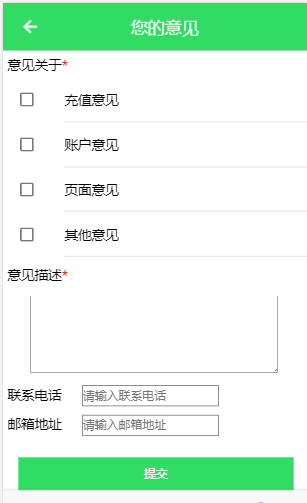 您的意见
意见关于*
充值意见
账户意见
页面意见
其他意见
意见描述*
联系电话 请输入联系电话
邮箱地址 请输入邮箱地址
提交